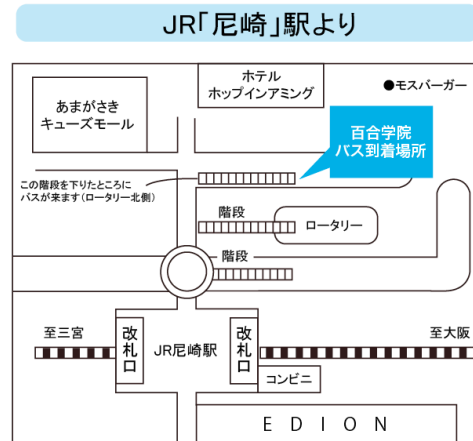 JR「尼崎」駅より
ホテル
ホップインアミング
●モスバーガー
あまがさき
キューズモール
百合学院
バス到着場所
この階段を下りたところに
バスが来ます(ロータリー北側)
階段
ロータリー
階段
至三宮
改札口
JR尼崎駅
改札口
至大阪
コンビニ
EDION